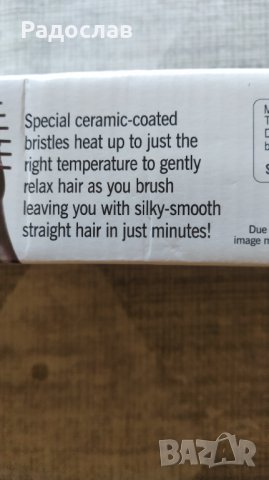 Радослав
Special ceramic-coated
bristles heat up to just the
right temperature to gently
relax hair as you brush
leaving you with silky-smooth
straight hair in just minutes!
Due
image
BAZAR